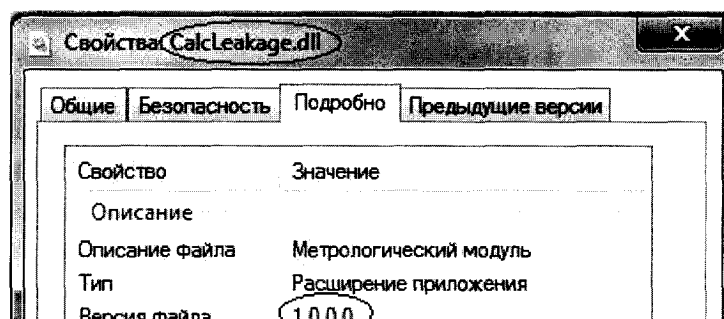 Свойства: CalcLeakage.dll
Общие Безопасность Подробно Предыдущие версии
Свойство Значение
Описание
Описание файла Метрологический модуль
Тип Расширение приложения
Версия файла 1.0.0.0